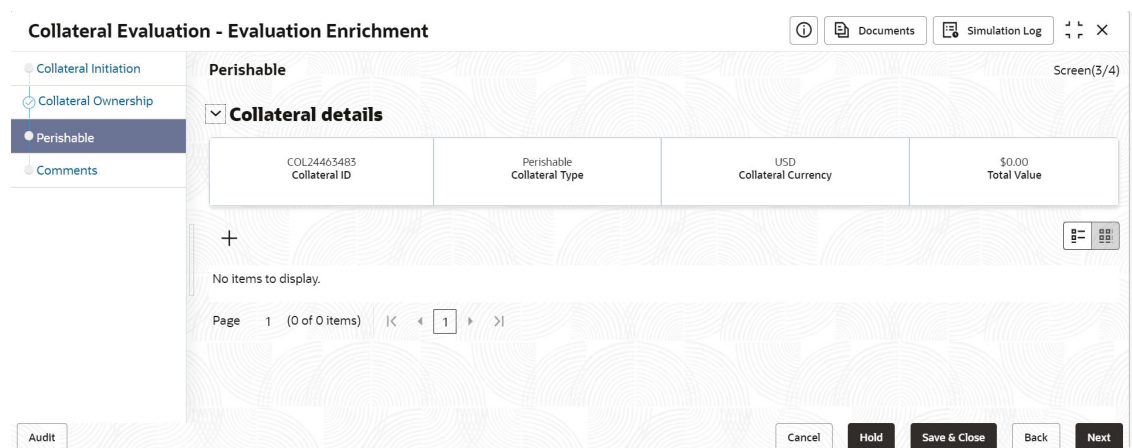 Collateral Evaluation - Evaluation Enrichment
Documents
Simulation Log
Collateral Initiation
Collateral Ownership
Perishable
Comments
Perishable
Screen(3/4)
Collateral details
COL24463483
Collateral ID
Perishable
Collateral Type
USD
Collateral Currency
$0.00
Total Value
No items to display.
Page 1 (0 of 0 items) 1
Audit
Cancel
Hold
Save & Close
Back
Next